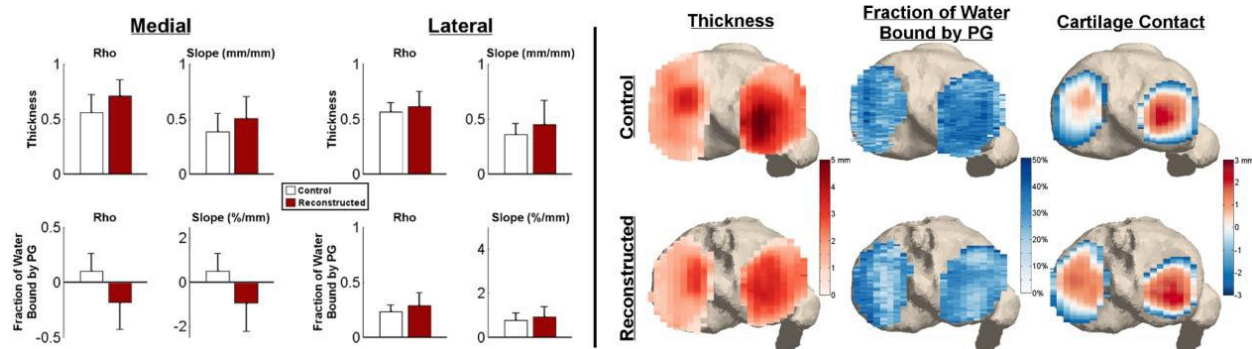 Medial
Lateral
Rho
Slope (mm/mm)
Rho
Slope (mm/mm)
Thickness
1
0.5
0
1
0.5
0
Thickness
1
0.5
0
1
0.5
0
Control
Reconstructed
Rho
Slope (%/mm)
Rho
Slope (%/mm)
Fraction of Water
Bound by PG
0.5
0
-0.5
2
0
-2
Fraction of Water
Bound by PG
1
0.5
0
4
2
0
Thickness
Fraction of Water
Bound by PG
Cartilage Contact
Control
Reconstructed
5 mm
4
3
2
1
0
50%
40%
30%
20%
10%
0%
3 mm
2
1
0
-1
-2
-3